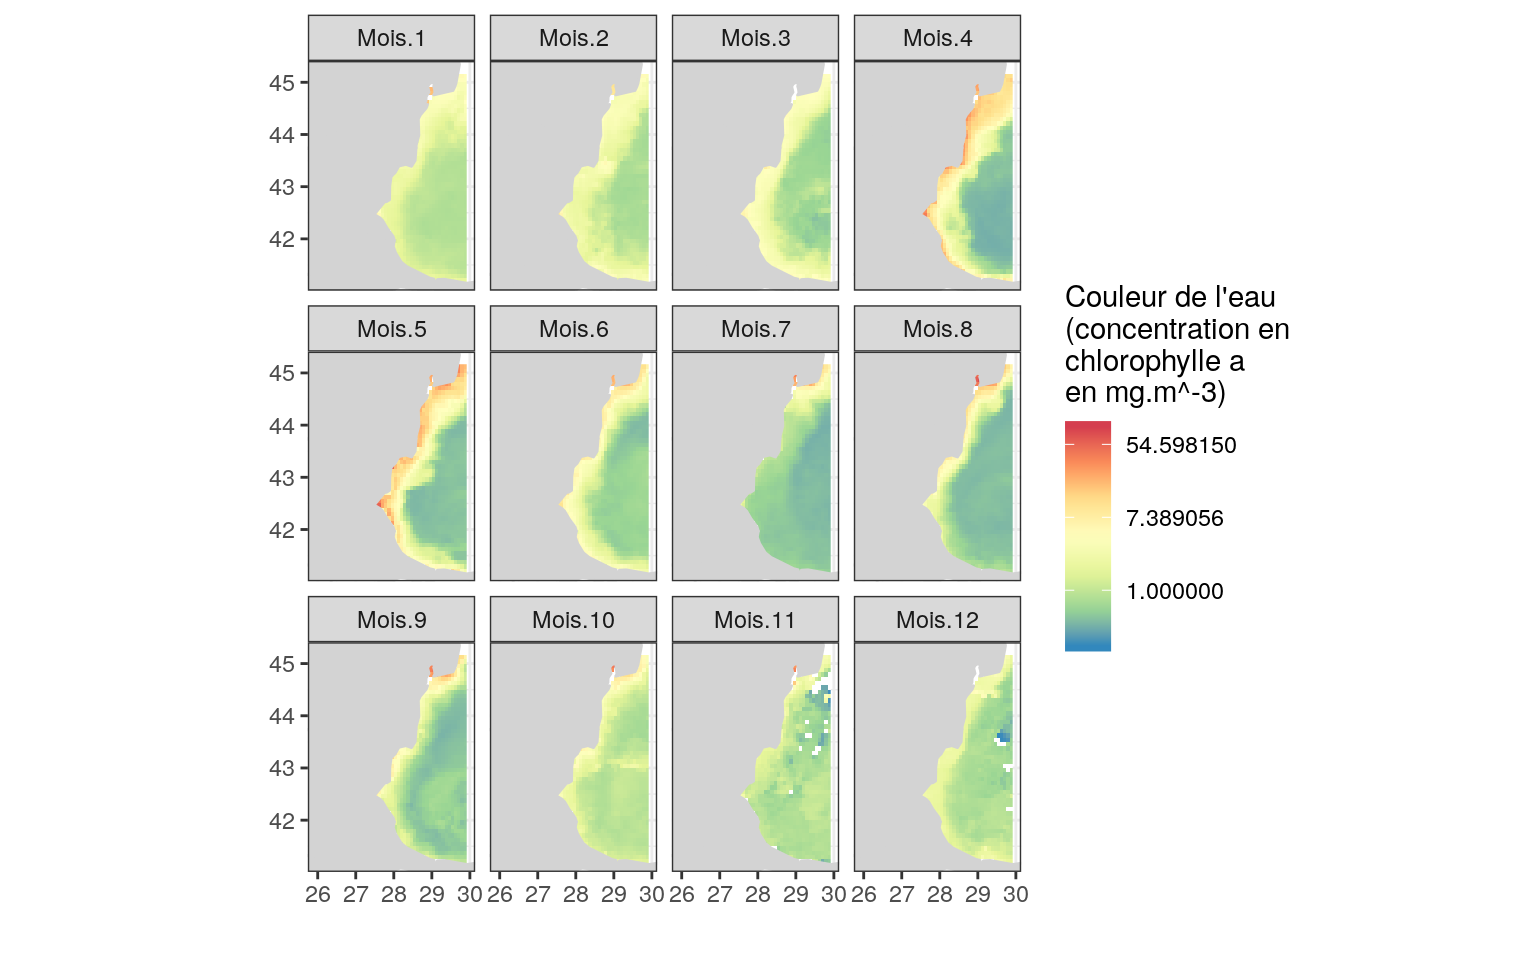 Mois.1 Mois.2 Mois.3 Mois.4
45
44
43
42
Mois.5 Mois.6 Mois.7 Mois.8
45
44
43
42
Mois.9 Mois.10 Mois.11 Mois.12
45
44
43
42
26 27 28 29 30 26 27 28 29 30 26 27 28 29 30 26 27 28 29 30
Couleur de l'eau
(concentration en
chlorophylle a
en mg.m^-3)
54.598150
7.389056
1.000000